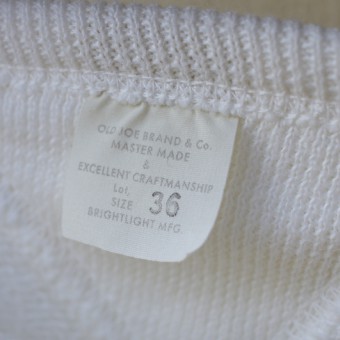 OLD JOE BRAND & Co.
MASTER MADE
&
EXCELLENT CRAFTMANSHIP
Lot.
SIZE 36
BRIGHTLIGHT MFG.